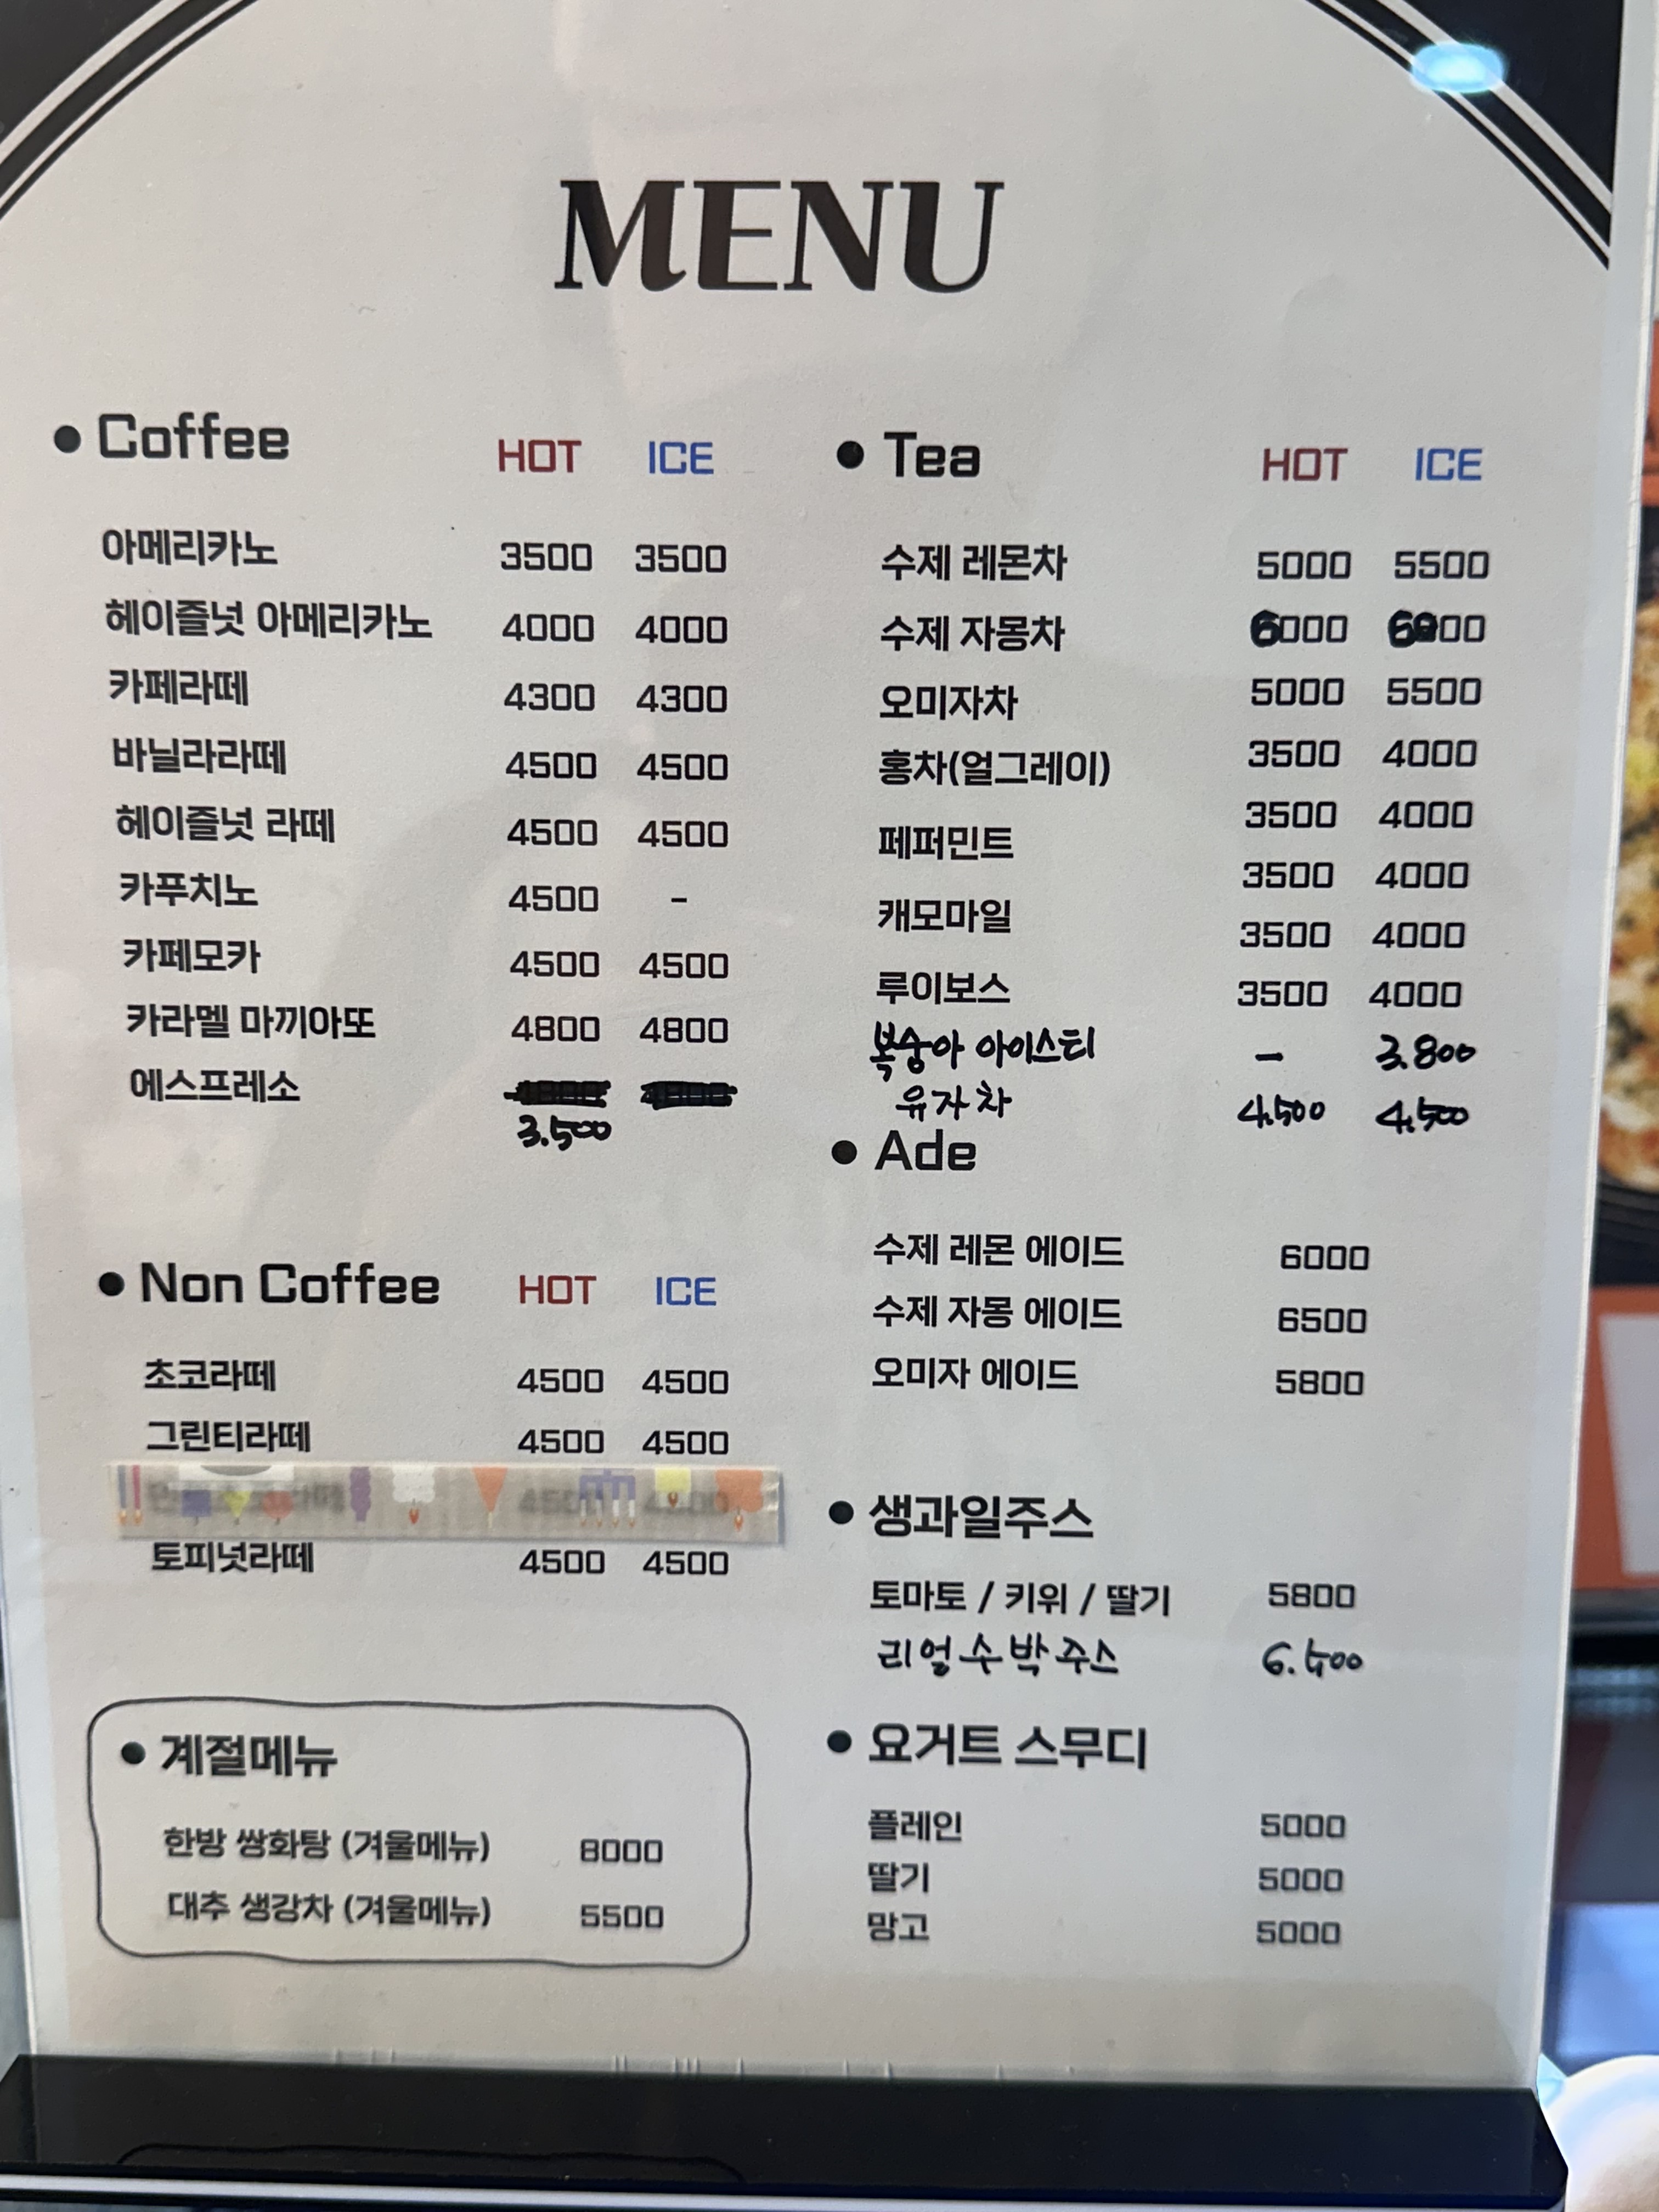 MENU
• Coffee HOT ICE
아메리카노 3500 3500
헤이즐넛 아메리카노 4000 4000
카페라떼 4300 4300
바닐라라떼 4500 4500
헤이즐넛 라떼 4500 4500
카푸치노 4500 -
카페모카 4500 4500
카라멜 마끼아또 4800 4800
에스프레소
3.500
• Non Coffee HOT ICE
초코라떼 4500 4500
그린티라떼 4500 4500
토피넛라떼 4500 4500
• 계절메뉴
한방 쌍화탕 (겨울메뉴) 8000
대추 생강차 (겨울메뉴) 5500
• Tea HOT ICE
수제 레몬차 5000 5500
수제 자몽차 6000 6000
오미자차 5000 5500
홍차(얼그레이) 3500 4000
페퍼민트 3500 4000
캐모마일 3500 4000
루이보스 3500 4000
3500 4000
복숭아 아이스티 - 3.800
유자차 4.500 4.500
• Ade
수제 레몬 에이드 6000
수제 자몽 에이드 6500
오미자 에이드 5800
• 생과일주스
토마토 / 키위 / 딸기 5800
리얼수박주스 6.500
• 요거트 스무디
플레인 5000
딸기 5000
망고 5000